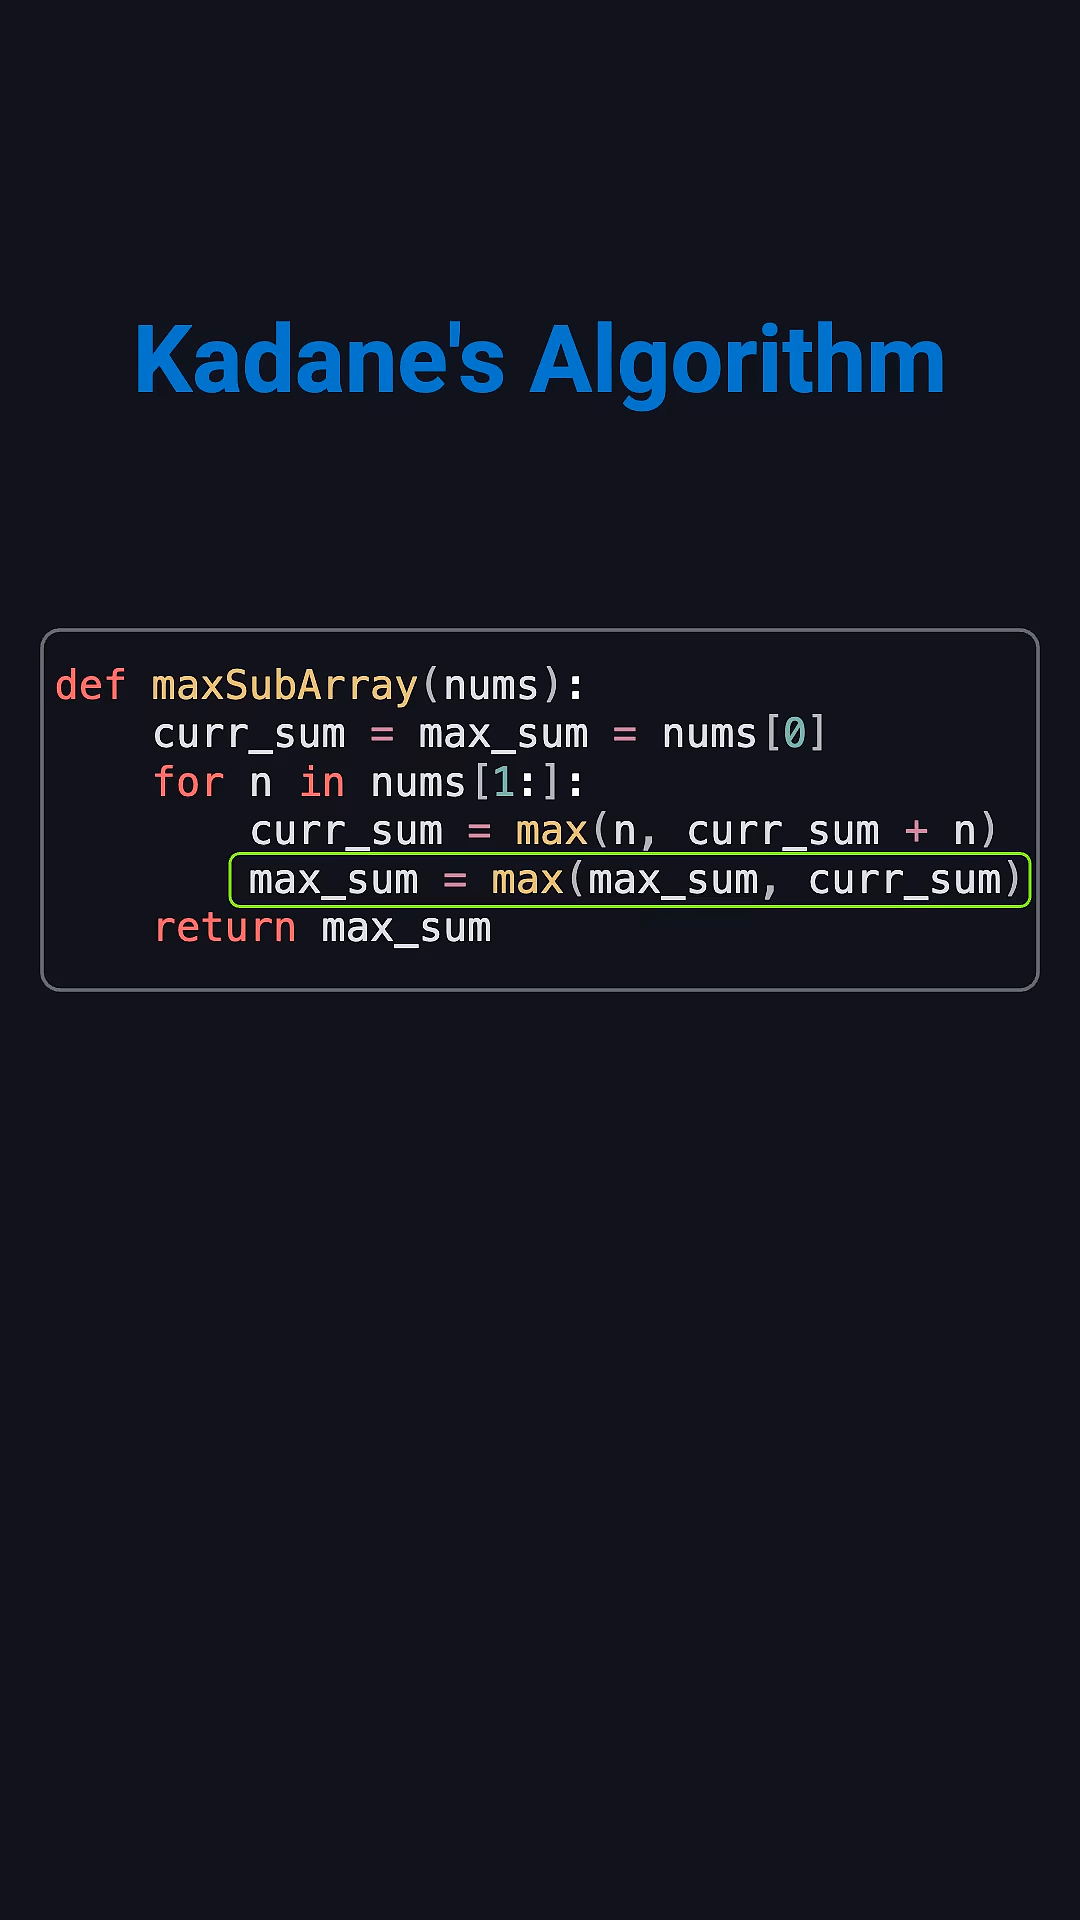 Kadane's Algorithm
def maxSubArray(nums):
    curr_sum = max_sum = nums[0]
    for n in nums[1:]:
        curr_sum = max(n, curr_sum + n)
        max_sum = max(max_sum, curr_sum)
    return max_sum